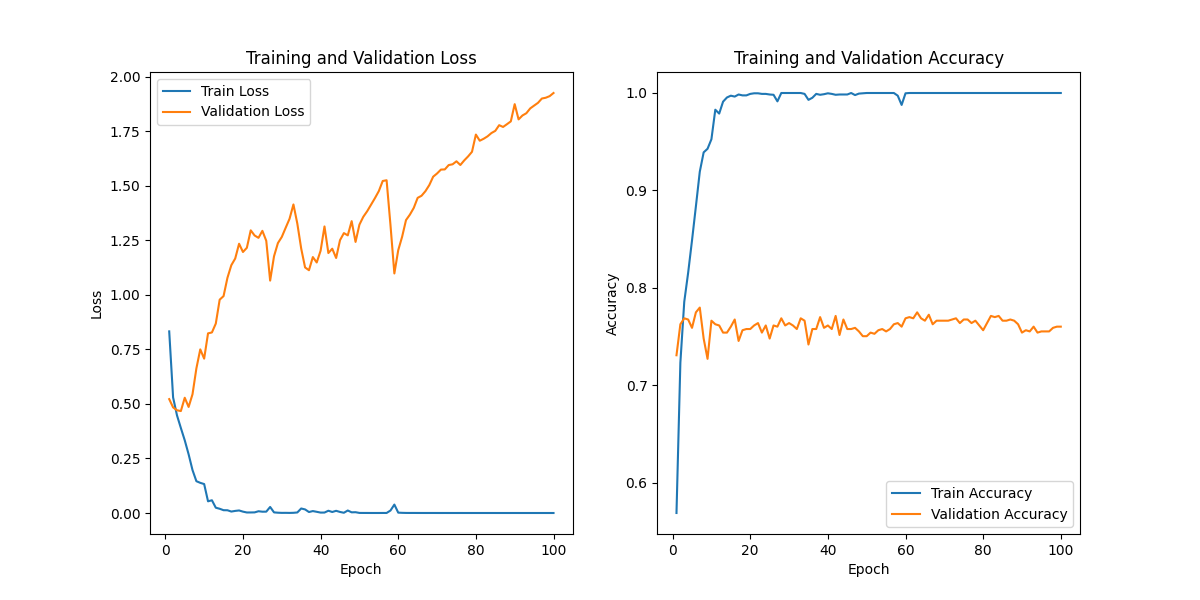 Training and Validation Loss
Train Loss
Validation Loss
2.00
1.75
1.50
1.25
1.00
0.75
0.50
0.25
0.00
Loss
0 20 40 60 80 100
Epoch
Training and Validation Accuracy
1.0
0.9
0.8
0.7
0.6
Accuracy
Train Accuracy
Validation Accuracy
0 20 40 60 80 100
Epoch